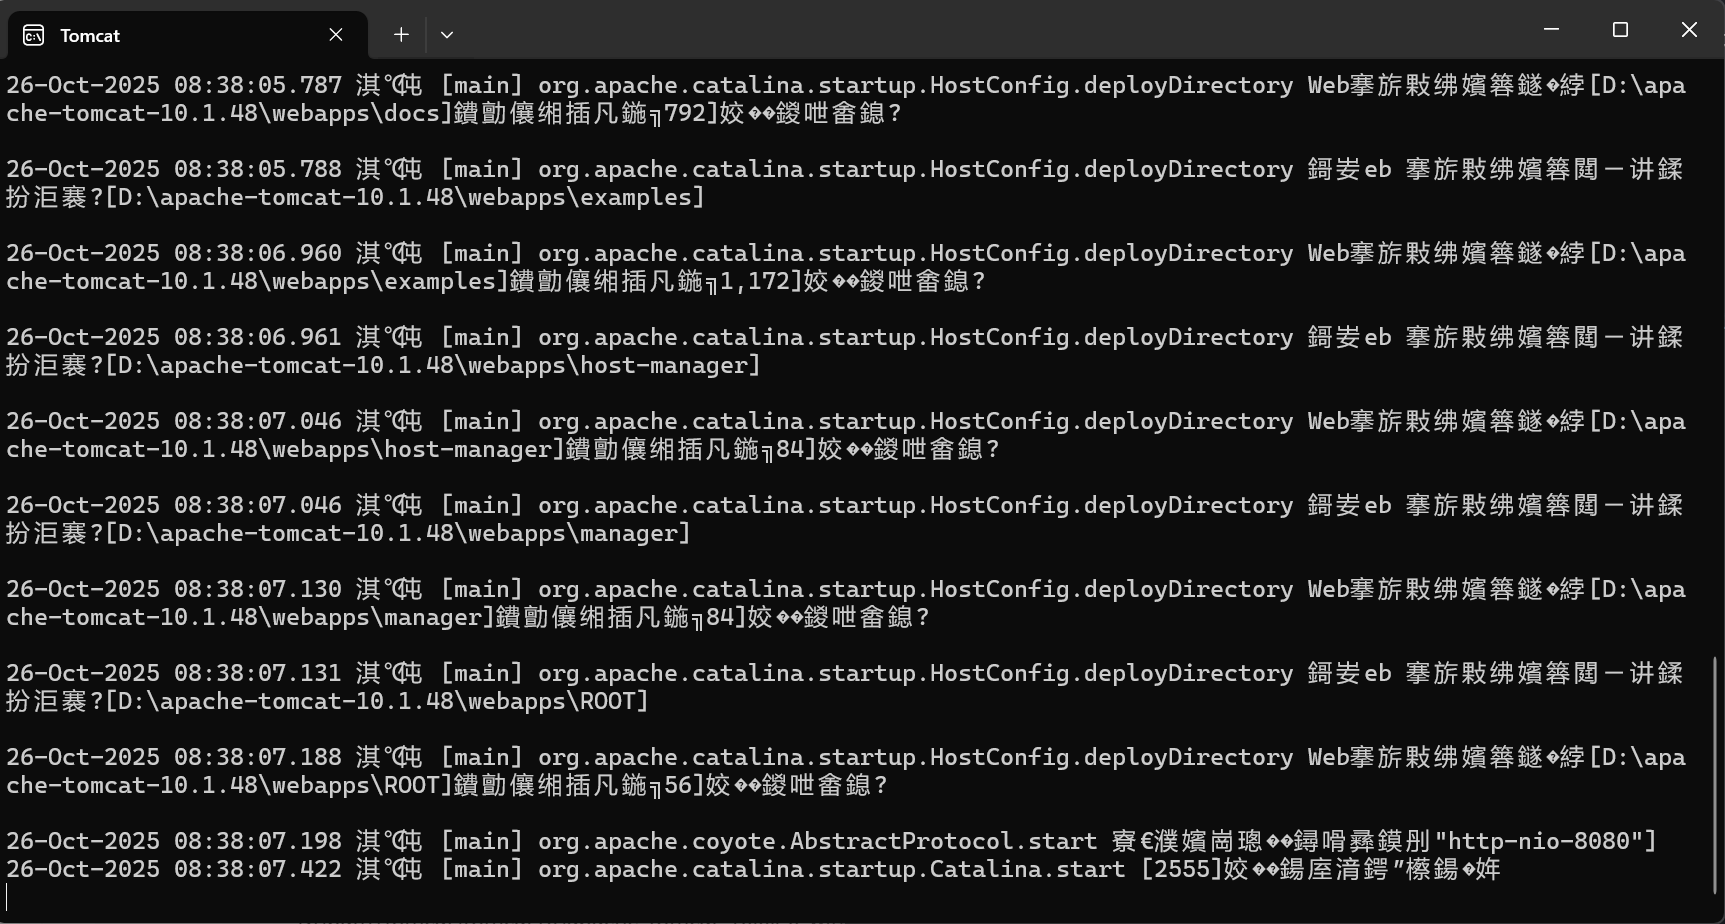 Tomcat
26-Oct-2025 08:38:05.787 淇℃伅 [main] org.apache.catalina.startup.HostConfig.deployDirectory Web搴旂敤绋嬪簭鐩�綍[D:\apa
che-tomcat-10.1.48\webapps\docs]鐨勯儴缃插凡鍦╗792]姣��鍐呭畬鎴?
26-Oct-2025 08:38:05.788 淇℃伅 [main] org.apache.catalina.startup.HostConfig.deployDirectory 鎶妛eb 搴旂敤绋嬪簭閮ㄧ讲鍒
扮洰褰?[D:\apache-tomcat-10.1.48\webapps\examples]
26-Oct-2025 08:38:06.960 淇℃伅 [main] org.apache.catalina.startup.HostConfig.deployDirectory Web搴旂敤绋嬪簭鐩�綍[D:\apa
che-tomcat-10.1.48\webapps\examples]鐨勯儴缃插凡鍦╗1,172]姣��鍐呭畬鎴?
26-Oct-2025 08:38:06.961 淇℃伅 [main] org.apache.catalina.startup.HostConfig.deployDirectory 鎶妛eb 搴旂敤绋嬪簭閮ㄧ讲鍒
扮洰褰?[D:\apache-tomcat-10.1.48\webapps\host-manager]
26-Oct-2025 08:38:07.046 淇℃伅 [main] org.apache.catalina.startup.HostConfig.deployDirectory Web搴旂敤绋嬪簭鐩�綍[D:\apa
che-tomcat-10.1.48\webapps\host-manager]鐨勯儴缃插凡鍦╗84]姣��鍐呭畬鎴?
26-Oct-2025 08:38:07.046 淇℃伅 [main] org.apache.catalina.startup.HostConfig.deployDirectory 鎶妛eb 搴旂敤绋嬪簭閮ㄧ讲鍒
扮洰褰?[D:\apache-tomcat-10.1.48\webapps\manager]
26-Oct-2025 08:38:07.130 淇℃伅 [main] org.apache.catalina.startup.HostConfig.deployDirectory Web搴旂敤绋嬪簭鐩�綍[D:\apa
che-tomcat-10.1.48\webapps\manager]鐨勯儴缃插凡鍦╗84]姣��鍐呭畬鎴?
26-Oct-2025 08:38:07.131 淇℃伅 [main] org.apache.catalina.startup.HostConfig.deployDirectory 鎶妛eb 搴旂敤绋嬪簭閮ㄧ讲鍒
扮洰褰?[D:\apache-tomcat-10.1.48\webapps\ROOT]
26-Oct-2025 08:38:07.188 淇℃伅 [main] org.apache.catalina.startup.HostConfig.deployDirectory Web搴旂敤绋嬪簭鐩�綍[D:\apa
che-tomcat-10.1.48\webapps\ROOT]鐨勯儴缃插凡鍦╗56]姣��鍐呭畬鎴?
26-Oct-2025 08:38:07.198 淇℃伅 [main] org.apache.coyote.AbstractProtocol.start 寮€濮嬪崗璁��鐞嗗彞鏌刐"http-nio-8080"]
26-Oct-2025 08:38:07.422 淇℃伅 [main] org.apache.catalina.startup.Catalina.start [2555]姣��鍚庢湇鍔″櫒鍚�姩